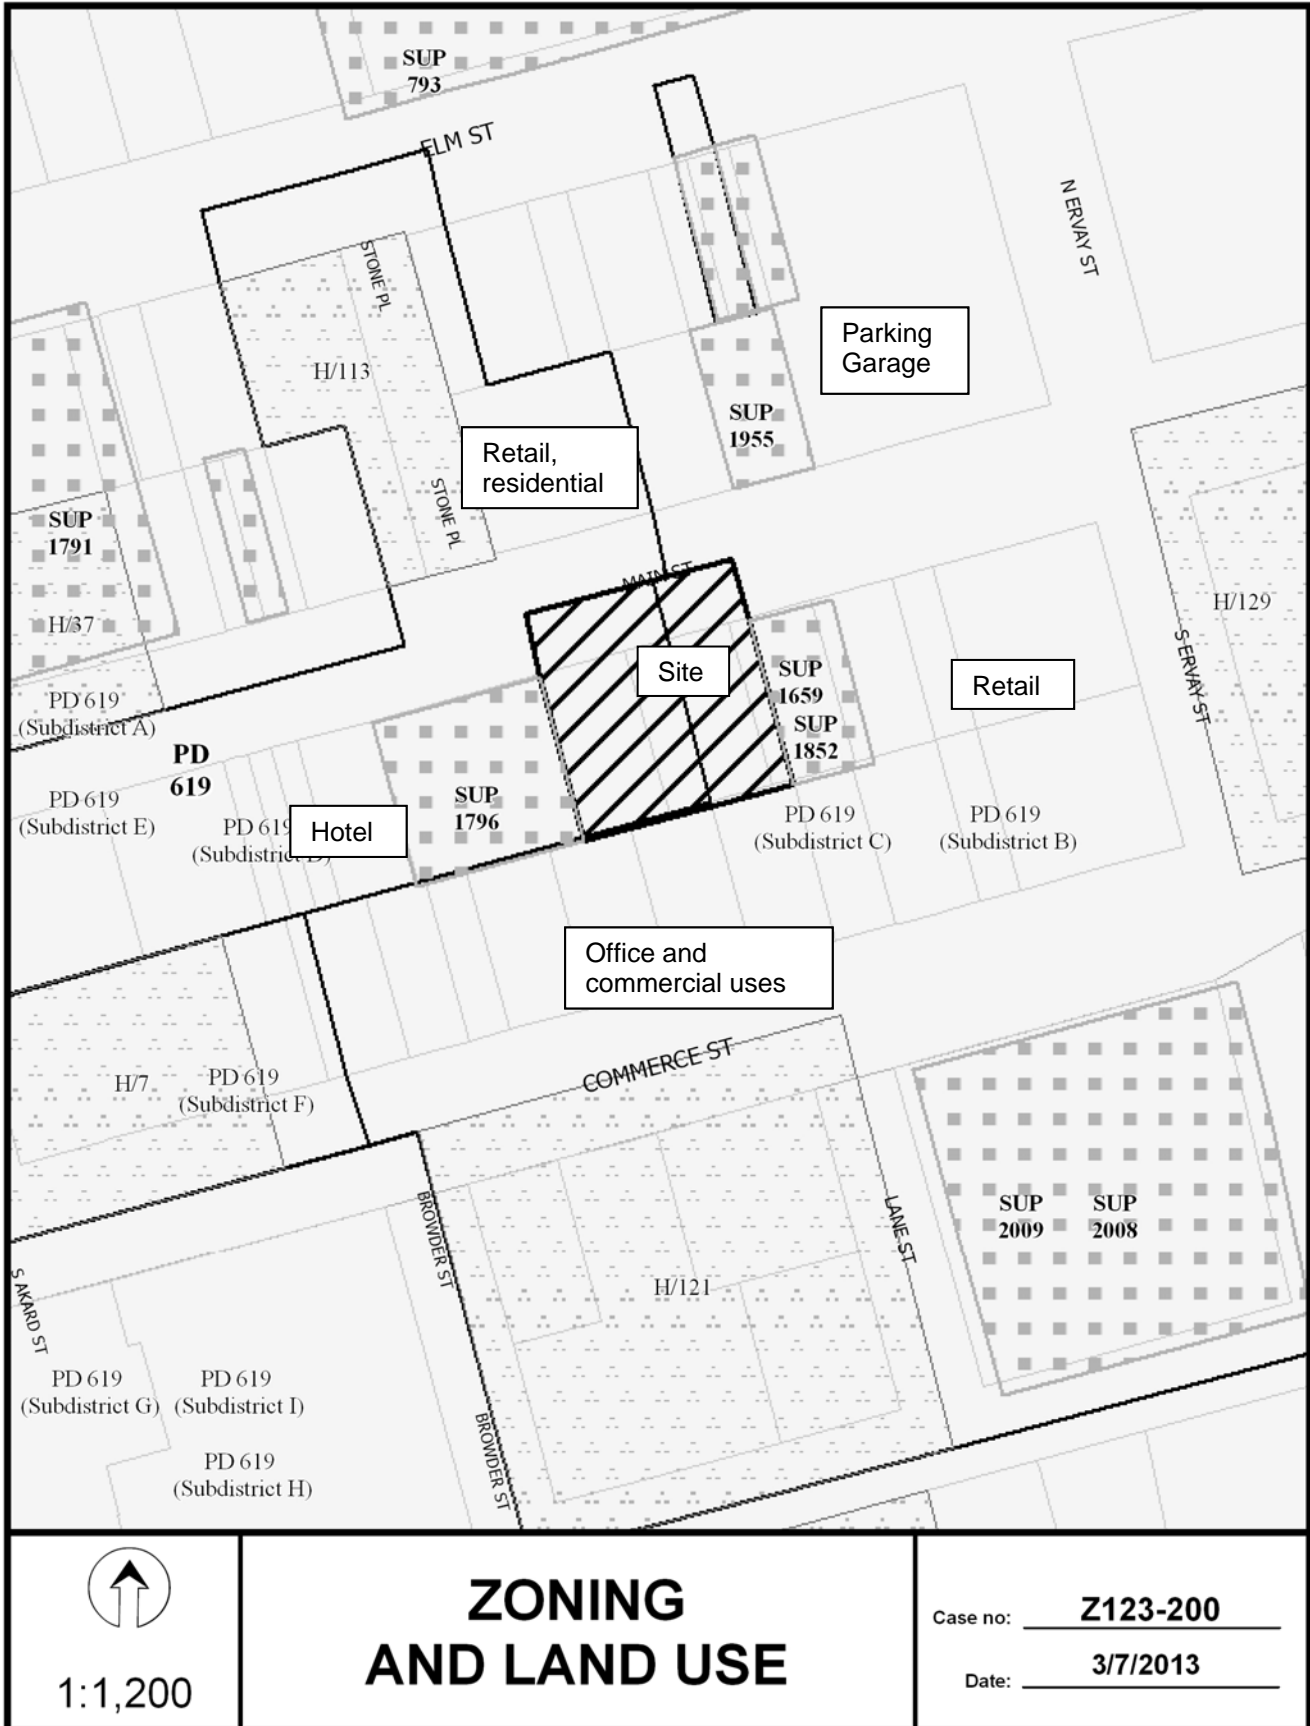 SUP
793
ELM ST
N ERVAY ST
STONE PL
H/113
Parking
Garage
SUP
1955
Retail,
residential
STONE PL
SUP
1791
H/37
MAIN ST
H/129
S ERVAY ST
Site
SUP
1659
SUP
1852
Retail
PD 619
(Subdistrict A)
PD
619
PD 619
(Subdistrict E)
PD 619
(Subdistrict D)
Hotel
SUP
1796
PD 619
(Subdistrict C)
PD 619
(Subdistrict B)
Office and
commercial uses
COMMERCE ST
H/7
PD 619
(Subdistrict F)
BROWDER ST
LANE ST
SUP
2009
SUP
2008
H/121
S AKARD ST
PD 619
(Subdistrict G)
PD 619
(Subdistrict I)
PD 619
(Subdistrict H)
BROWDER ST
1:1,200
ZONING
AND LAND USE
Case no: Z123-200
Date: 3/7/2013